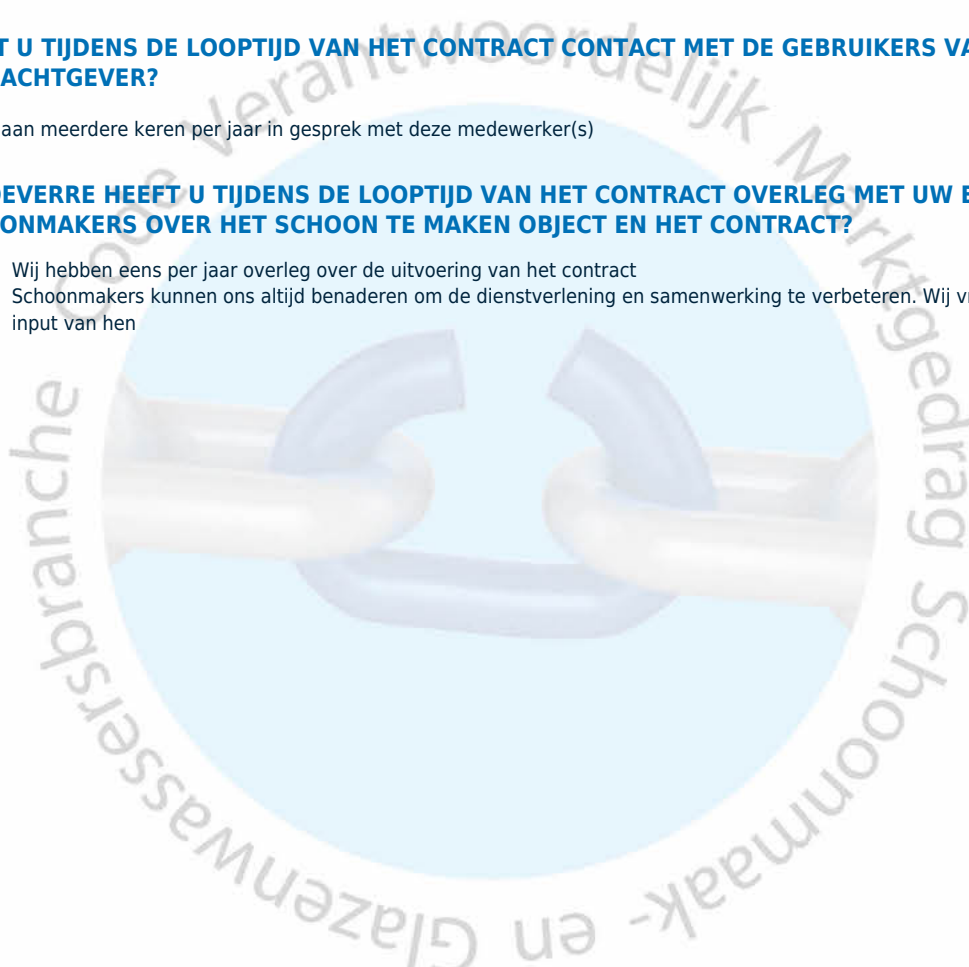 T U TIJDENS DE LOOPTIJD VAN HET CONTRACT CONTACT MET DE GEBRUIKERS VA
ACHTGEVER?
aan meerdere keren per jaar in gesprek met deze medewerker(s)
OEVERRE HEEFT U TIJDENS DE LOOPTIJD VAN HET CONTRACT OVERLEG MET UW E
ONMAKERS OVER HET SCHOON TE MAKEN OBJECT EN HET CONTRACT?
Wij hebben eens per jaar overleg over de uitvoering van het contract
Schoonmakers kunnen ons altijd benaderen om de dienstverlening en samenwerking te verbeteren. Wij vr
input van hen
Code Verantwoordelijk Marktgedrag Schoonmaak- en Glazenwassersbranche